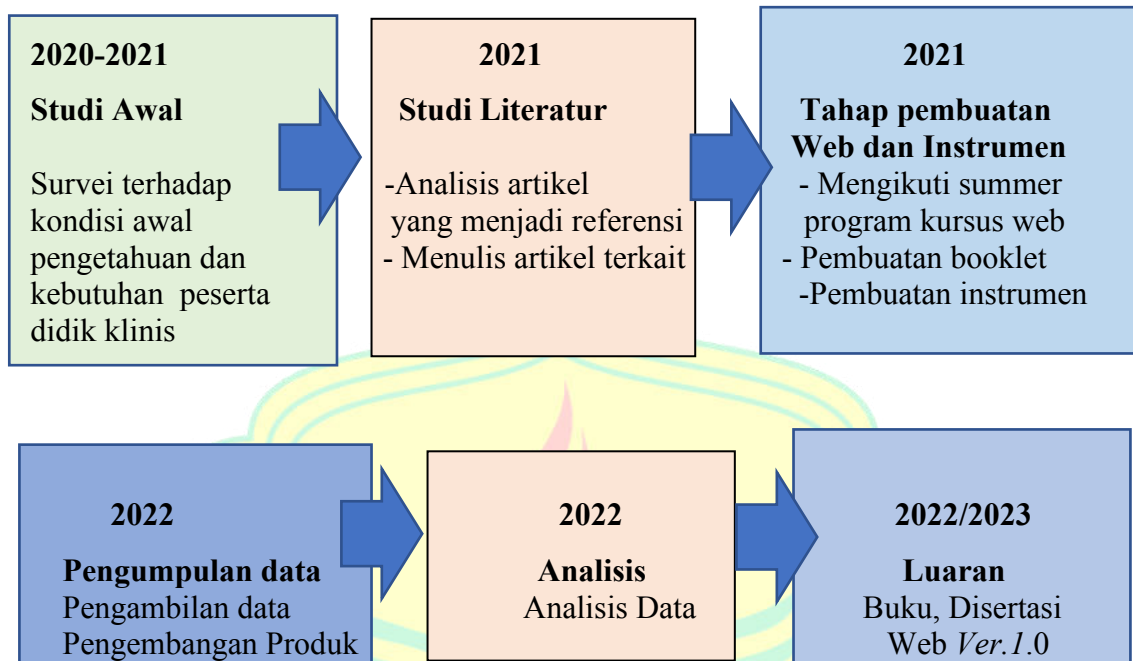 2020-2021
Studi Awal
Survei terhadap
kondisi awal
pengetahuan dan
kebutuhan peserta
didik klinis
2021
Studi Literatur
-Analisis artikel
yang menjadi referensi
- Menulis artikel terkait
2021
Tahap pembuatan
Web dan Instrumen
- Mengikuti summer
program kursus web
- Pembuatan booklet
-Pembuatan instrumen
2022
Pengumpulan data
Pengambilan data
Pengembangan Produk
2022
Analisis
Analisis Data
2022/2023
Luaran
Buku, Disertasi
Web Ver.1.0